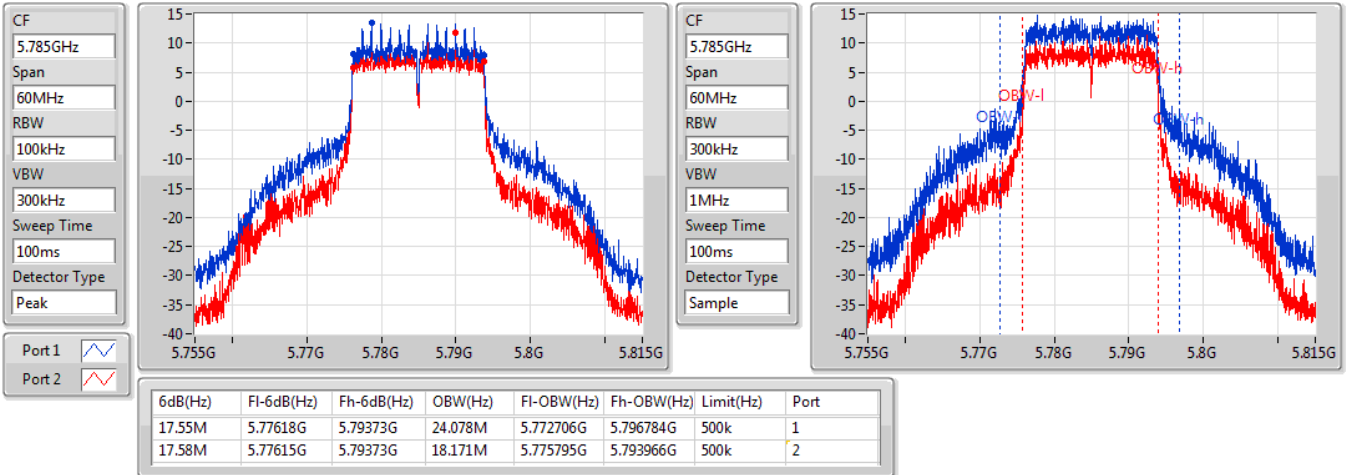 CF
5.785GHz
Span
60MHz
RBW
100kHz
VBW
300kHz
Sweep Time
100ms
Detector Type
Peak
Port 1
Port 2
15
10
5
0
-5
-10
-15
-20
-25
-30
-35
-40
5.755G 5.77G 5.78G 5.79G 5.8G 5.815G
CF
5.785GHz
Span
60MHz
RBW
300kHz
VBW
1MHz
Sweep Time
100ms
Detector Type
Sample
15
10
5
0
-5
-10
-15
-20
-25
-30
-35
-40
OBW-h
OBW-l
OBW-h
5.755G 5.77G 5.78G 5.79G 5.8G 5.815G
6dB(Hz) Fl-6dB(Hz) Fh-6dB(Hz) OBW(Hz) Fl-OBW(Hz) Fh-OBW(Hz) Limit(Hz) Port
17.55M 5.77618G 5.79373G 24.078M 5.772706G 5.796784G 500k 1
17.58M 5.77615G 5.79373G 18.171M 5.775795G 5.793966G 500k 2